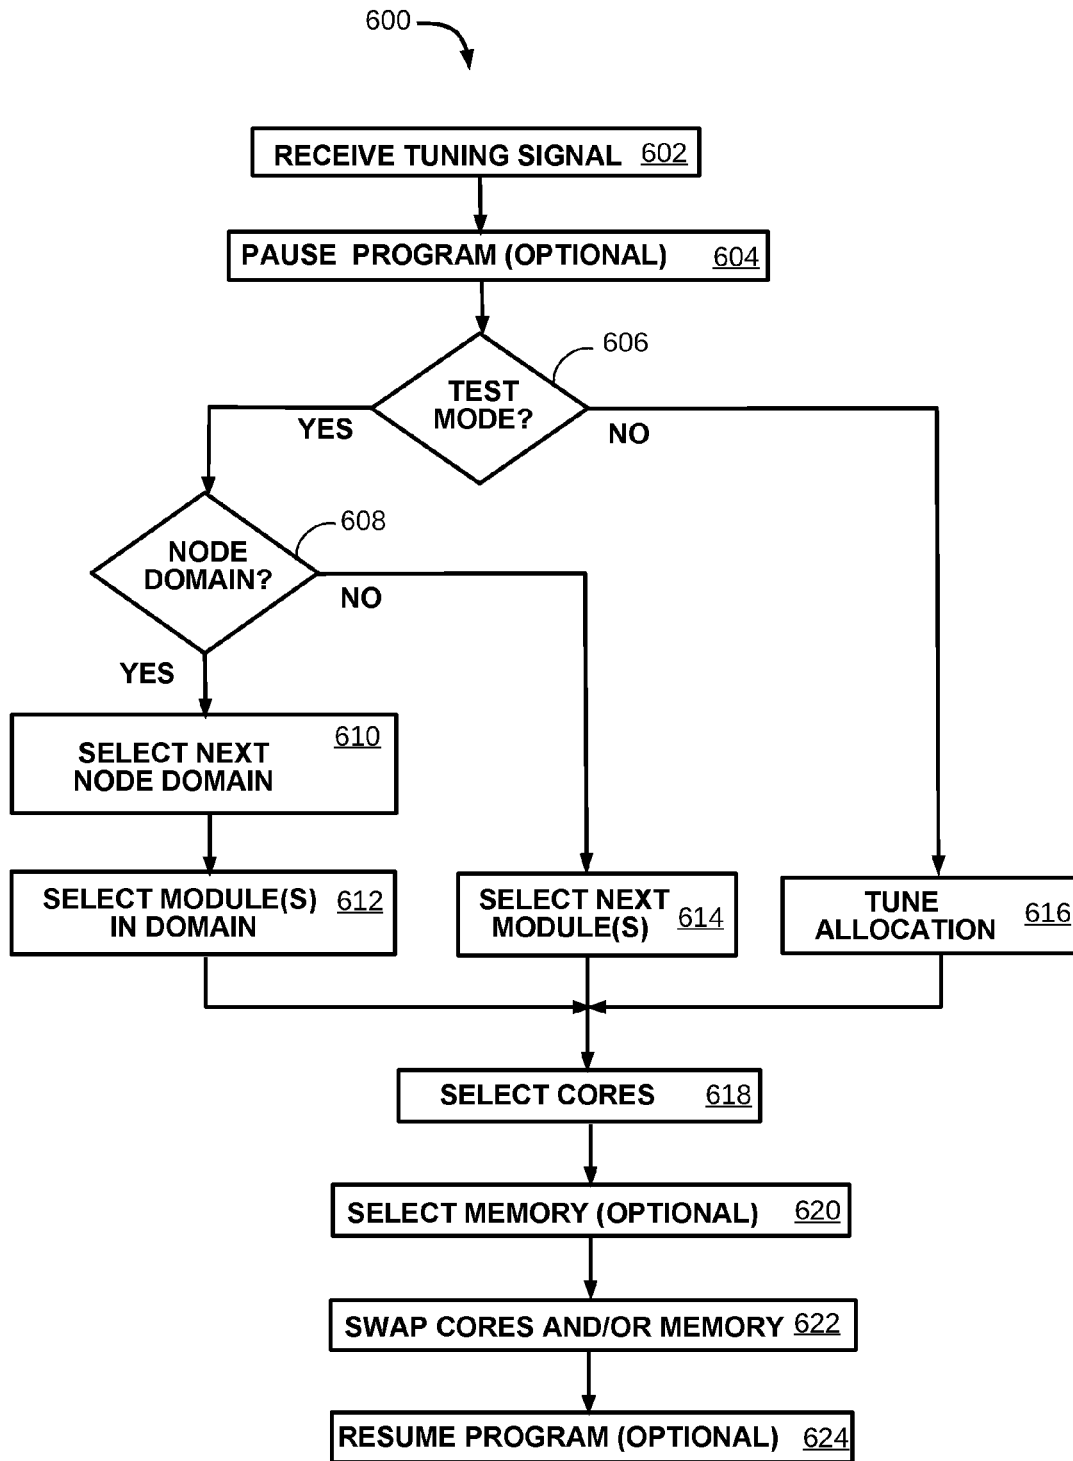 600
RECEIVE TUNING SIGNAL 602
PAUSE PROGRAM (OPTIONAL) 604
606
TEST
MODE?
YES
NO
608
NODE
DOMAIN?
NO
YES
610
SELECT NEXT
NODE DOMAIN
SELECT MODULE(S)
IN DOMAIN
612
SELECT NEXT
MODULE(S)
614
TUNE
ALLOCATION
616
SELECT CORES 618
SELECT MEMORY (OPTIONAL) 620
SWAP CORES AND/OR MEMORY 622
RESUME PROGRAM (OPTIONAL) 624